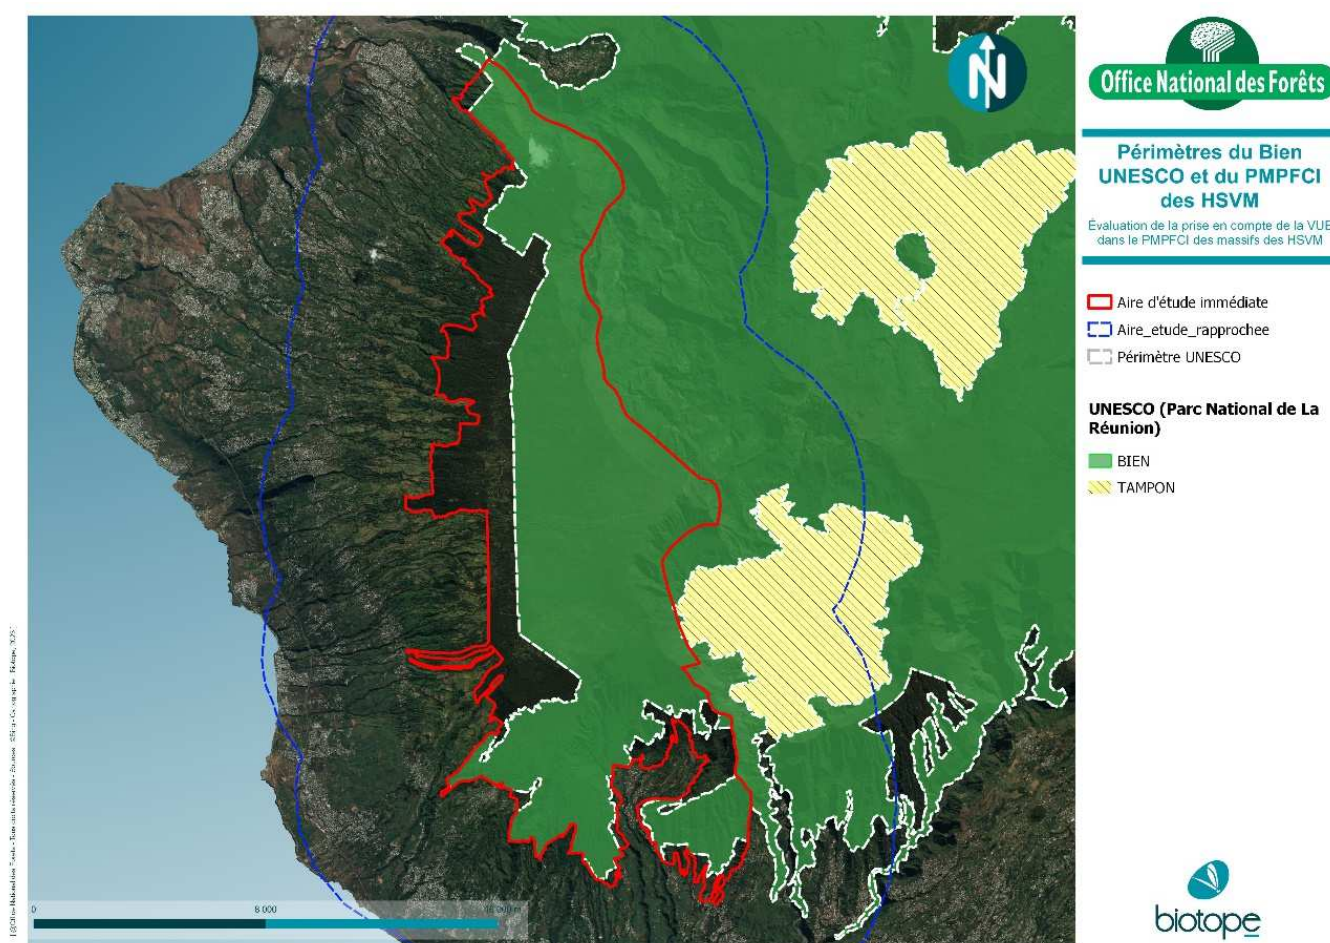 N
Office National des Forêts
Périmètres du Bien
UNESCO et du PMPFCI
des HSVM
Évaluation de la prise en compte de la VUE
dans le PMPFCI des massifs des HSVM
Aire d'étude immédiate
Aire_etude_rapprochee
Périmètre UNESCO
UNESCO (Parc National de La
Réunion)
BIEN
TAMPON
0
8 000
biotope